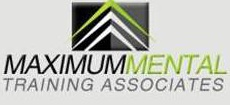 MAXIMUMMENTAL
TRAINING ASSOCIATES